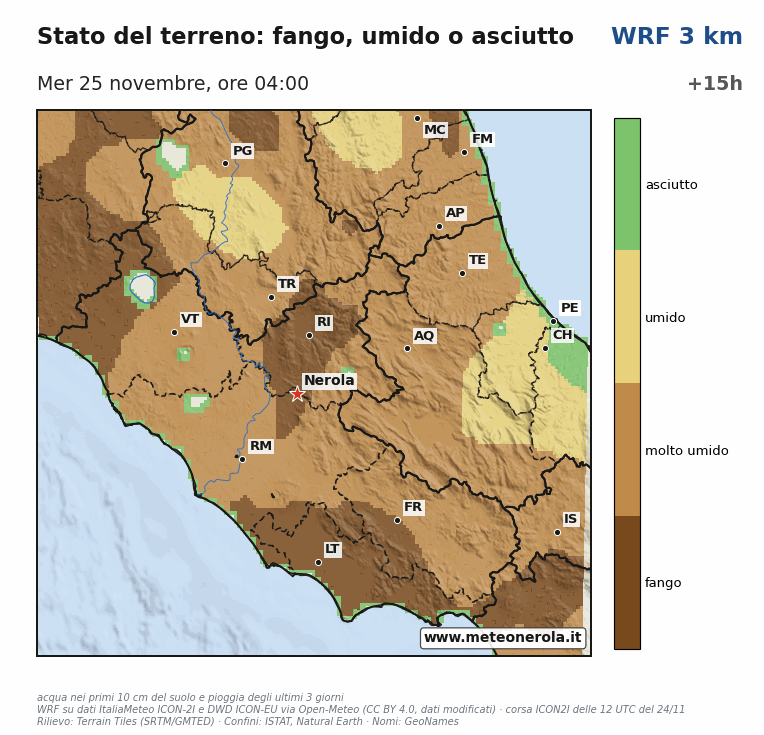 Stato del terreno: fango, umido o asciutto
WRF 3 km
Mer 25 novembre, ore 04:00
+15h
MC
FM
PG
AP
TE
TR
PE
VT
RI
AQ
CH
Nerola
RM
FR
IS
LT
www.meteonerola.it
asciutto
umido
molto umido
fango
acqua nei primi 10 cm del suolo e pioggia degli ultimi 3 giorni
WRF su dati ItaliaMeteo ICON-2I e DWD ICON-EU via Open-Meteo (CC BY 4.0, dati modificati) · corsa ICON2I delle 12 UTC del 24/11
Rilievo: Terrain Tiles (SRTM/GMTED) · Confini: ISTAT, Natural Earth · Nomi: GeoNames